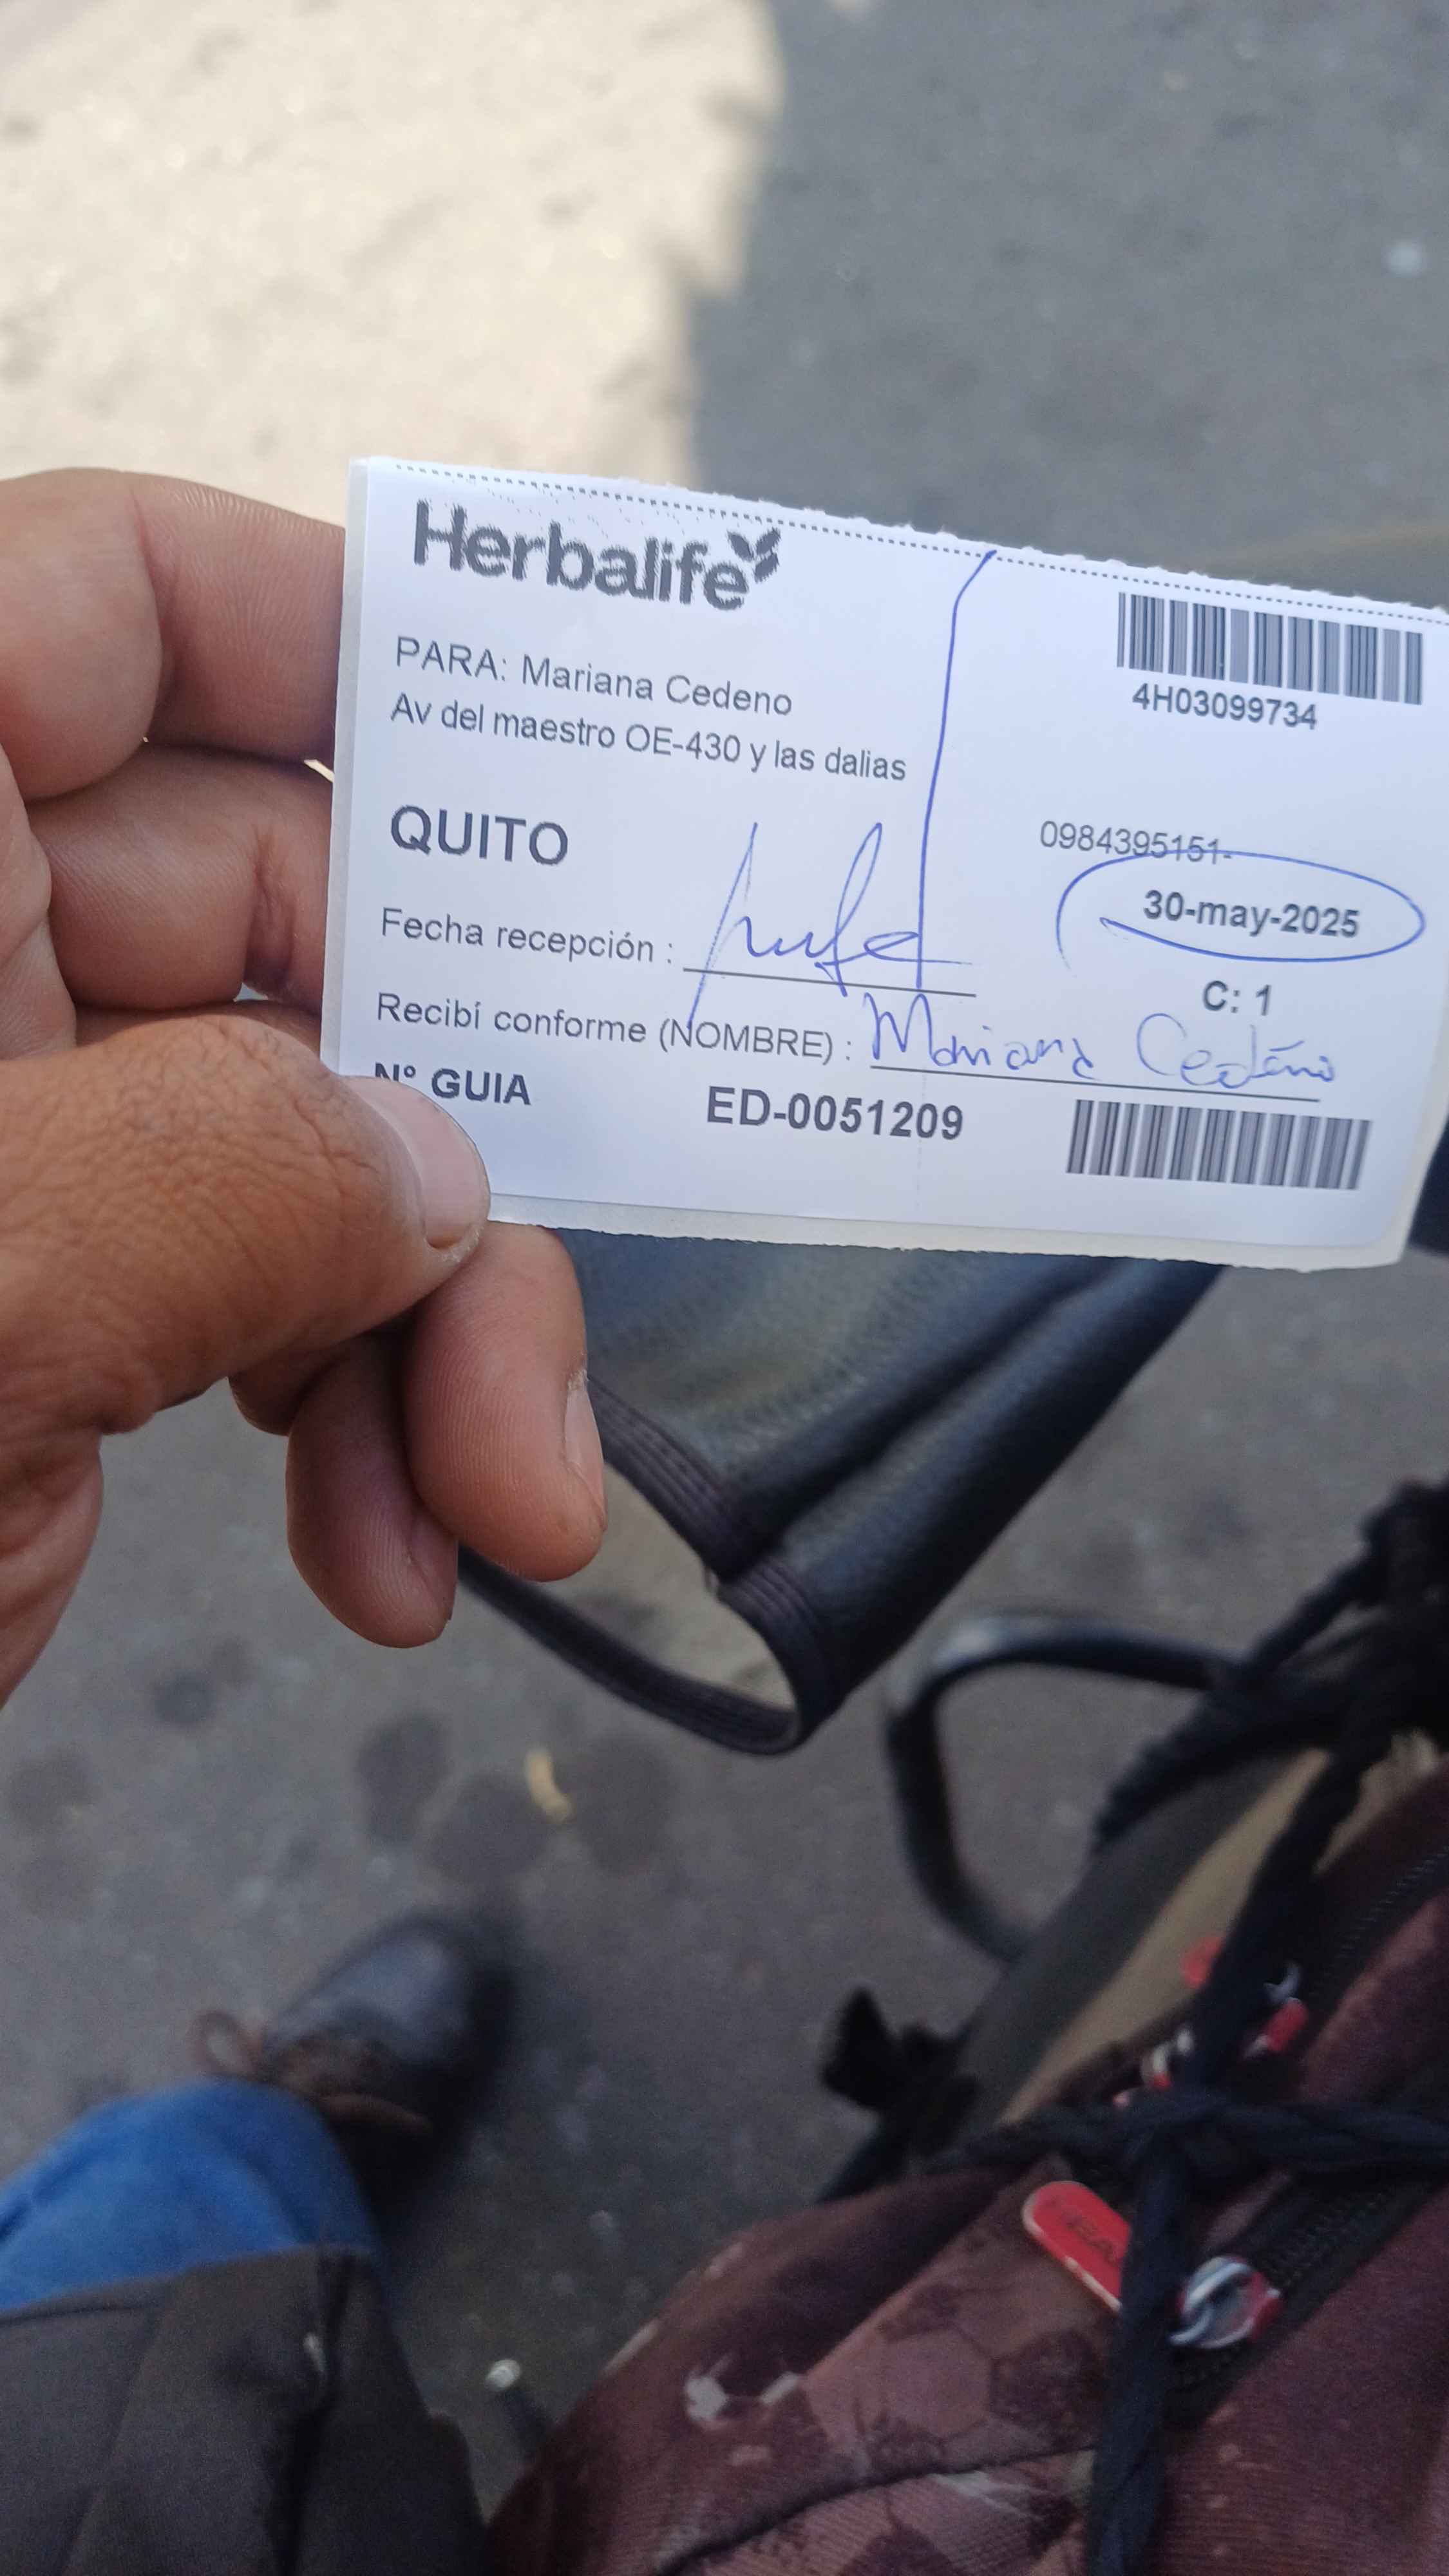 Herbalife
4H03099734
PARA: Mariana Cedeno
Av del maestro OE-430 y las dalias
QUITO
0984395151-
30-may-2025
C: 1
Fecha recepción :
Recibí conforme (NOMBRE) : Mariana Cedeño
Nº GUIA ED-0051209